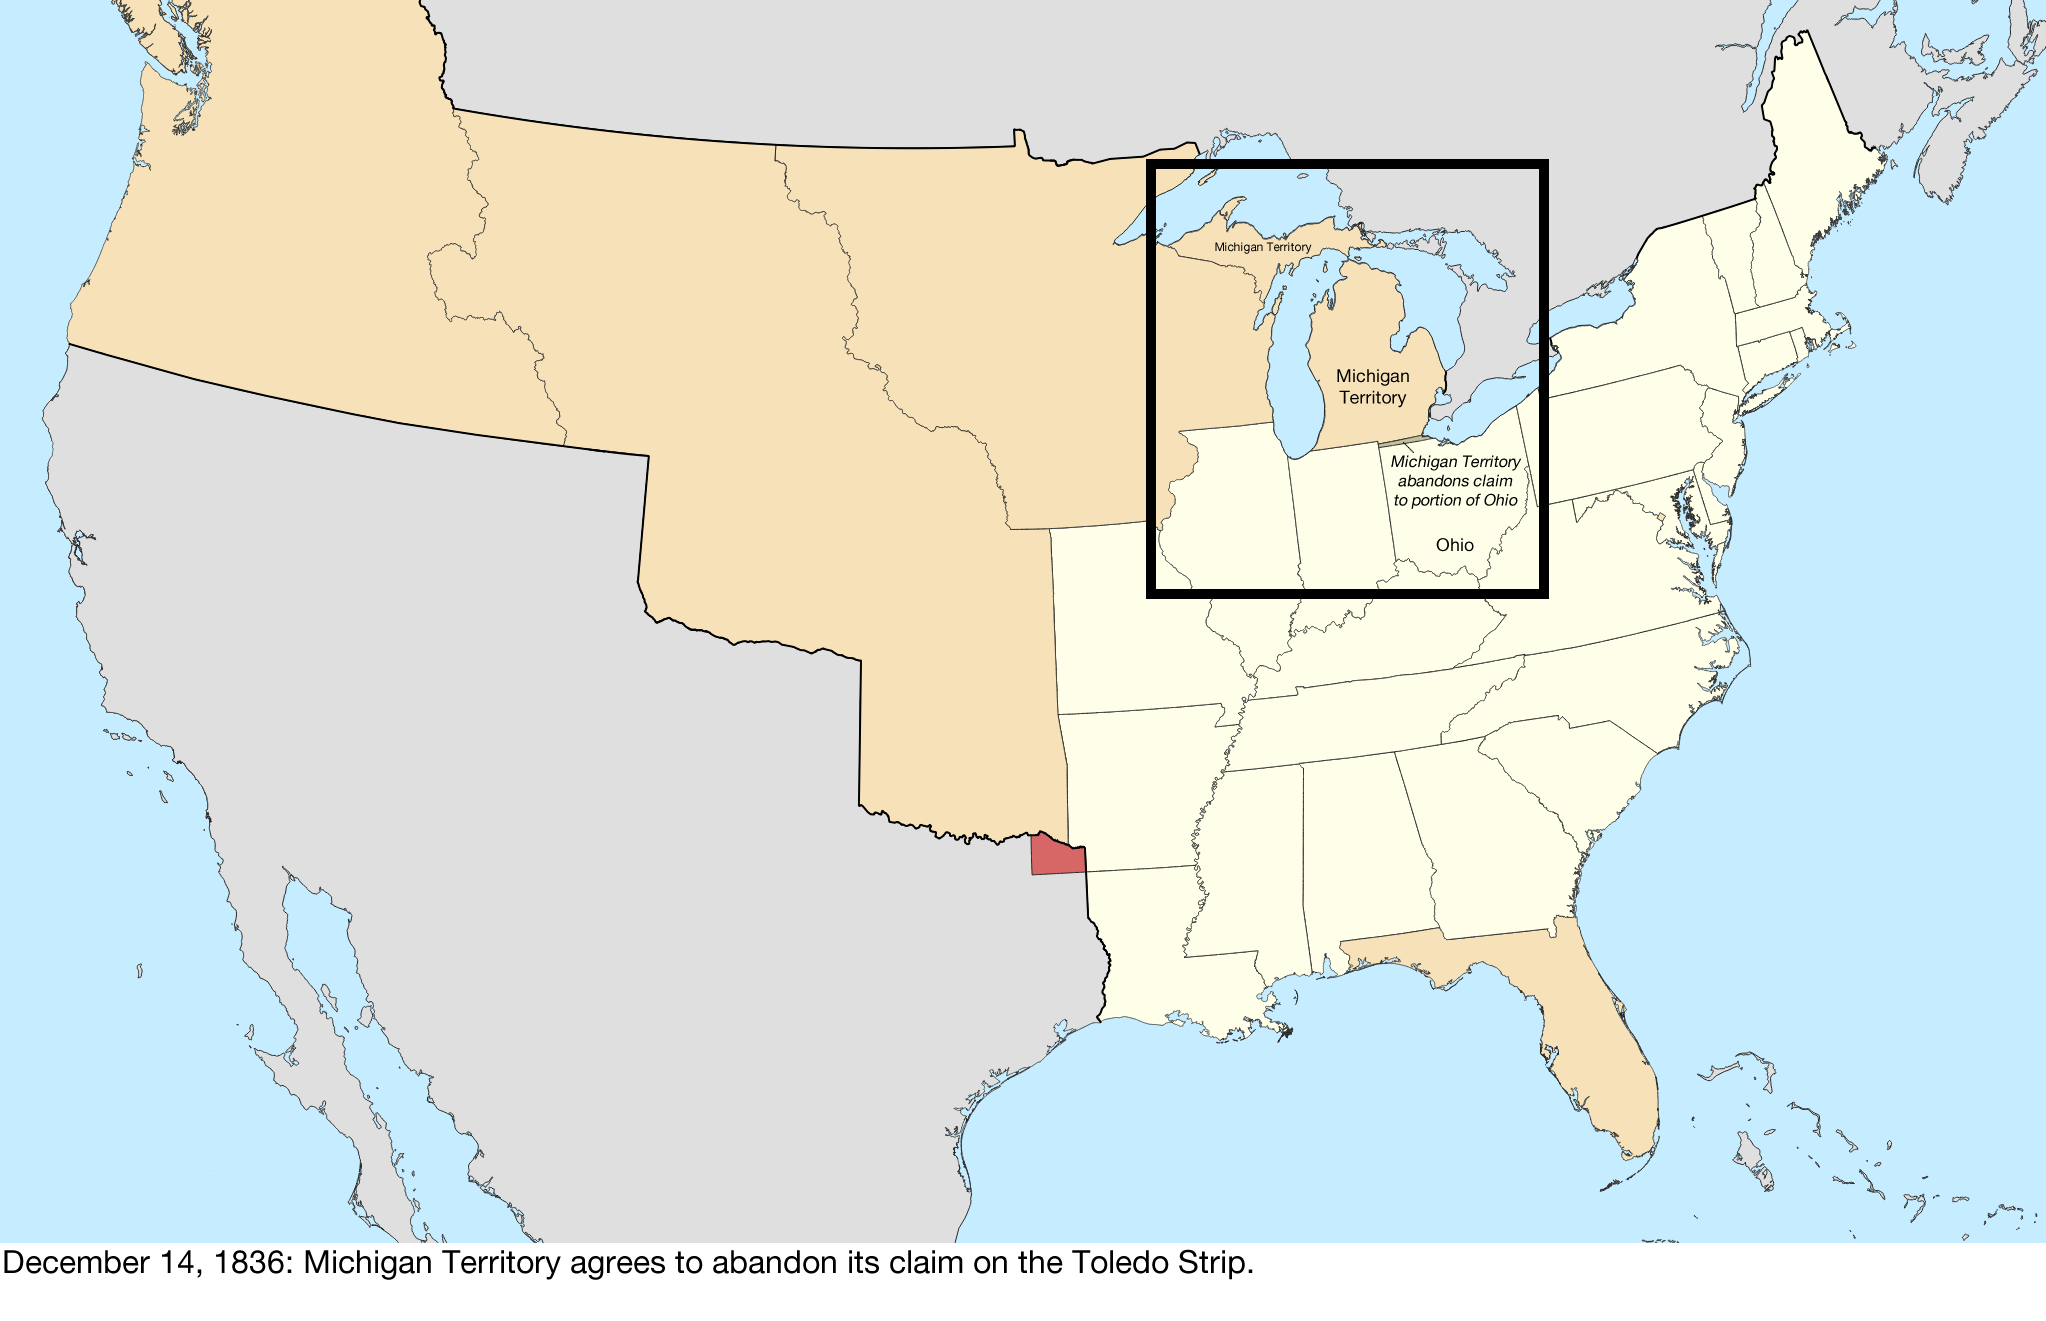 Michigan Territory
Michigan
Territory
Michigan Territory
abandons claim
to portion of Ohio
Ohio
December 14, 1836: Michigan Territory agrees to abandon its claim on the Toledo Strip.